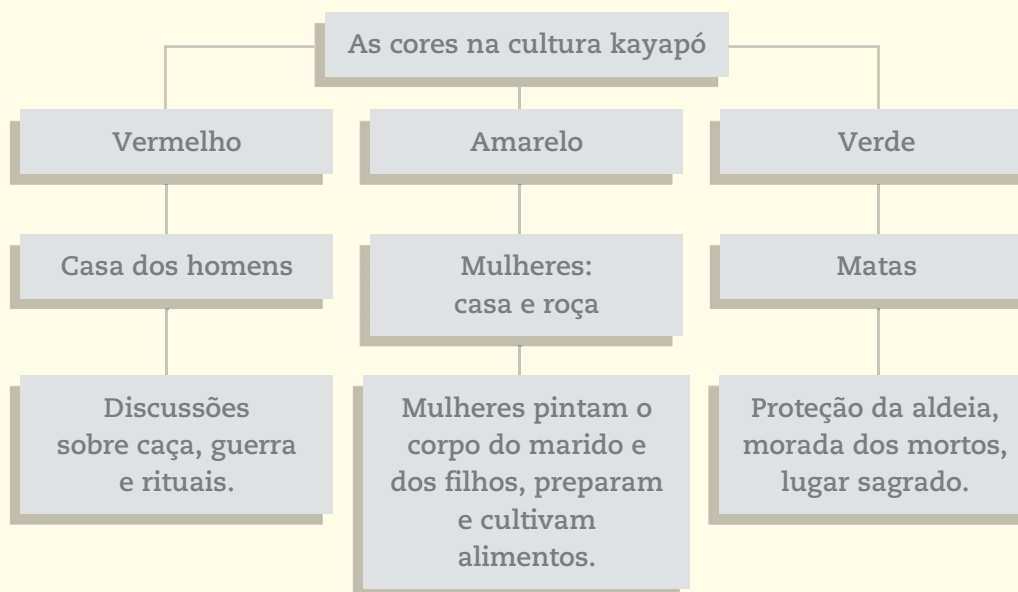 As cores na cultura kayapó
Vermelho
Amarelo
Verde
Casa dos homens
Mulheres:
casa e roça
Matas
Discussões
sobre caça, guerra
e rituais.
Mulheres pintam o
corpo do marido e
dos filhos, preparam
e cultivam
alimentos.
Proteção da aldeia,
morada dos mortos,
lugar sagrado.